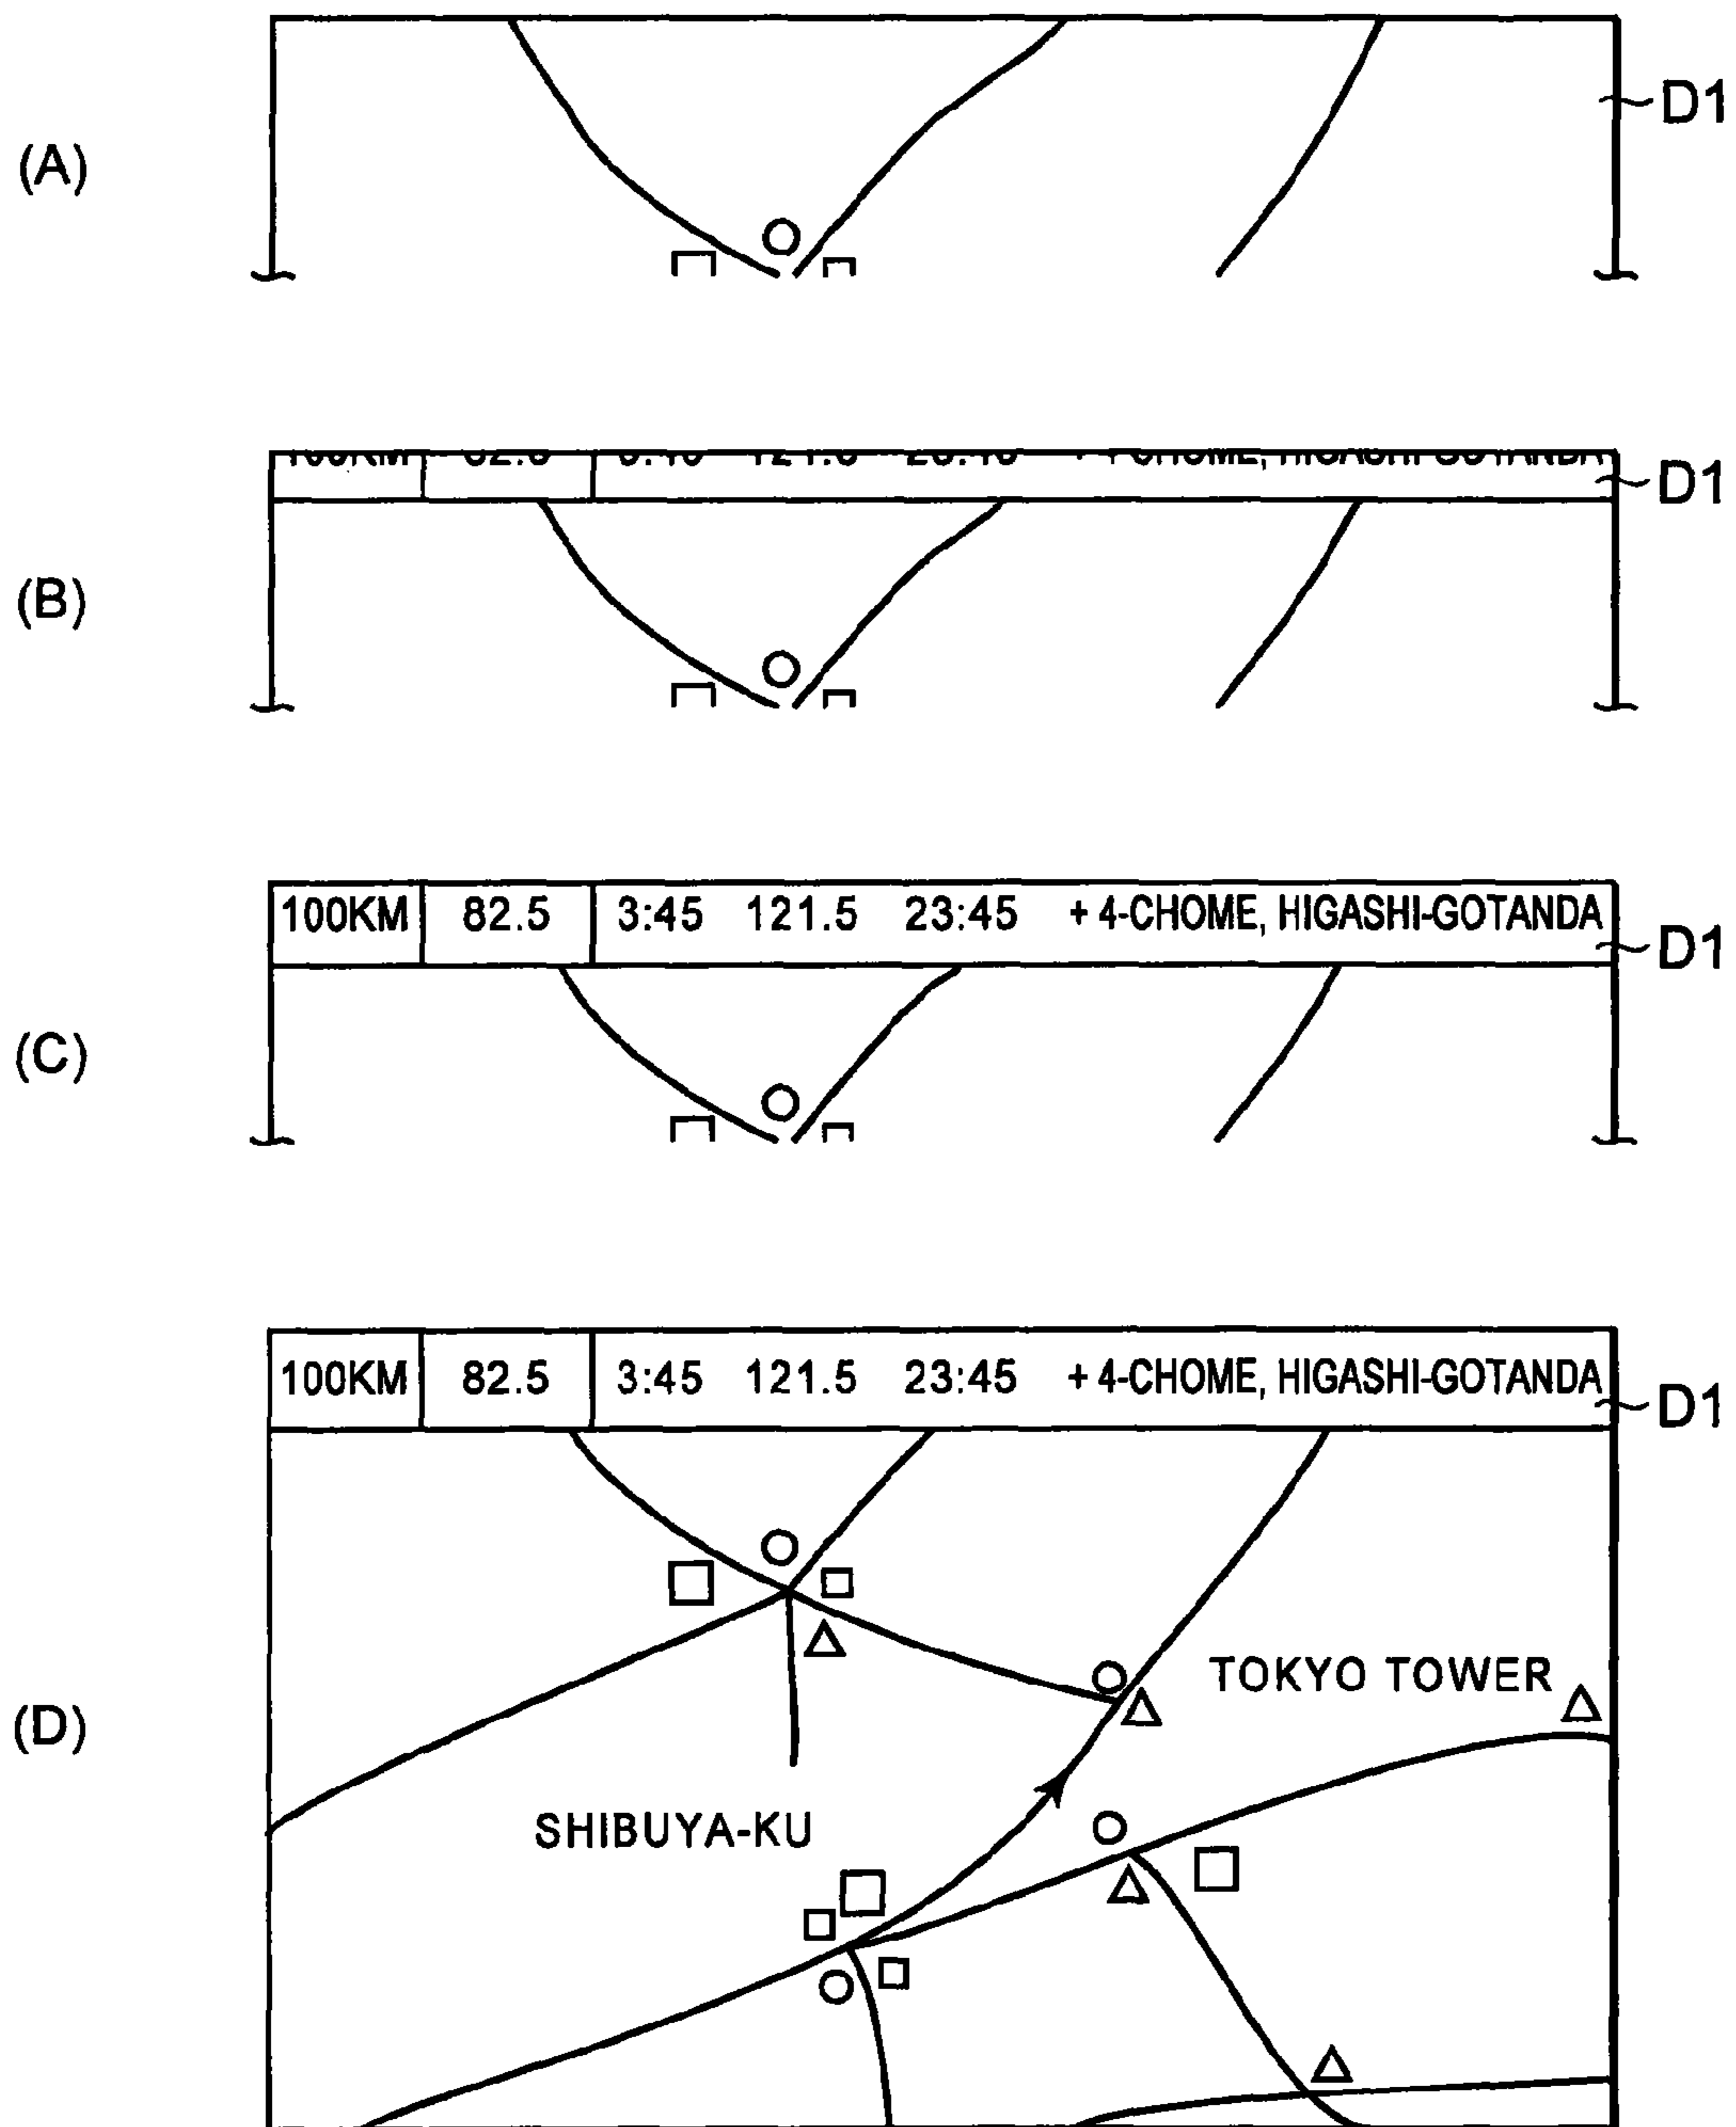 (A)
D1
(B)
D1
(C)
100KM 82.5 3:45 121.5 23:45 + 4-CHOME, HIGASHI-GOTANDA
D1
(D)
100KM 82.5 3:45 121.5 23:45 + 4-CHOME, HIGASHI-GOTANDA
D1
TOKYO TOWER
SHIBUYA-KU